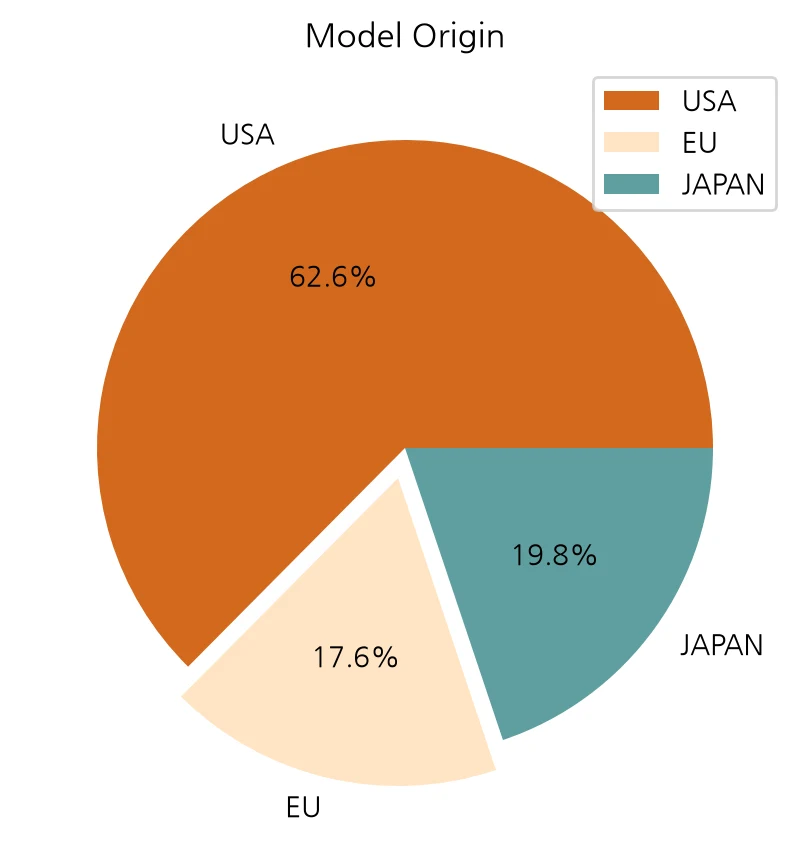 Model Origin
USA
EU
JAPAN
USA
62.6%
19.8%
17.6%
JAPAN
EU